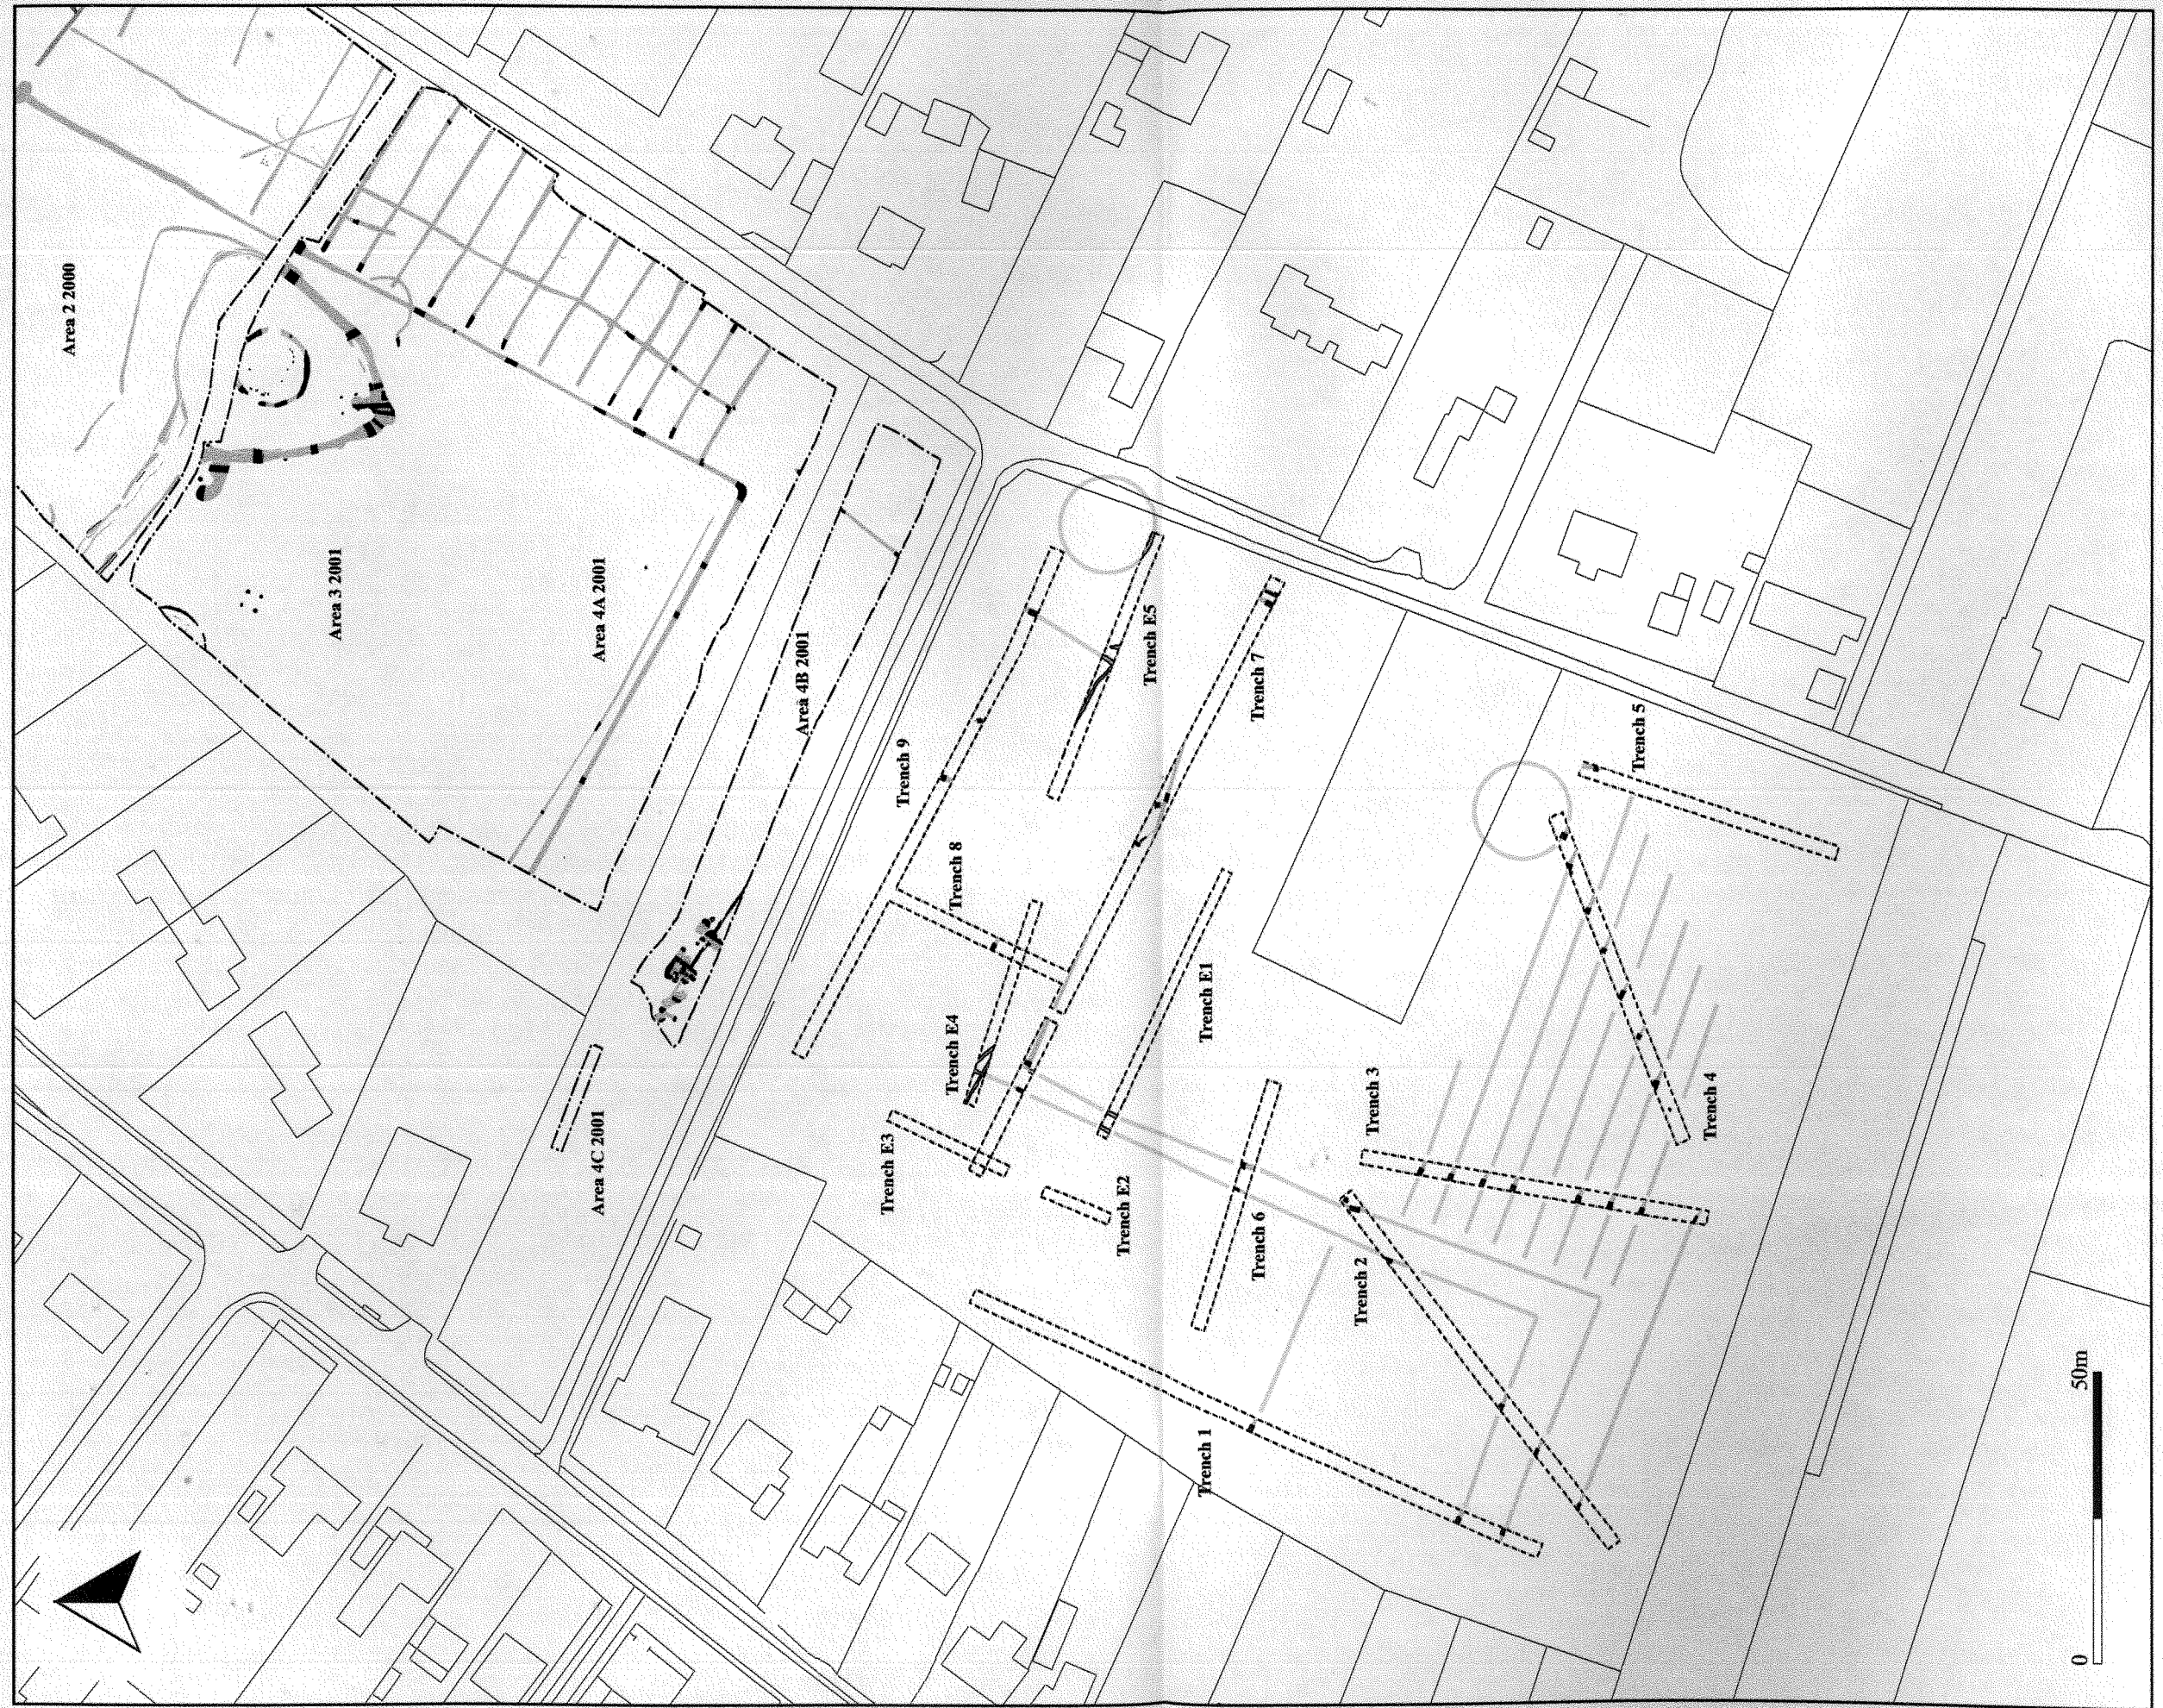 Area 2 2000
Area 3 2001
Area 4A 2001
Area 4B 2001
Area 4C 2001
Trench 9
Trench E5
Trench 7
Trench 8
Trench E4
Trench E3
Trench E1
Trench E2
Trench 5
Trench 3
Trench 4
Trench 6
Trench 2
Trench 1
0
50m